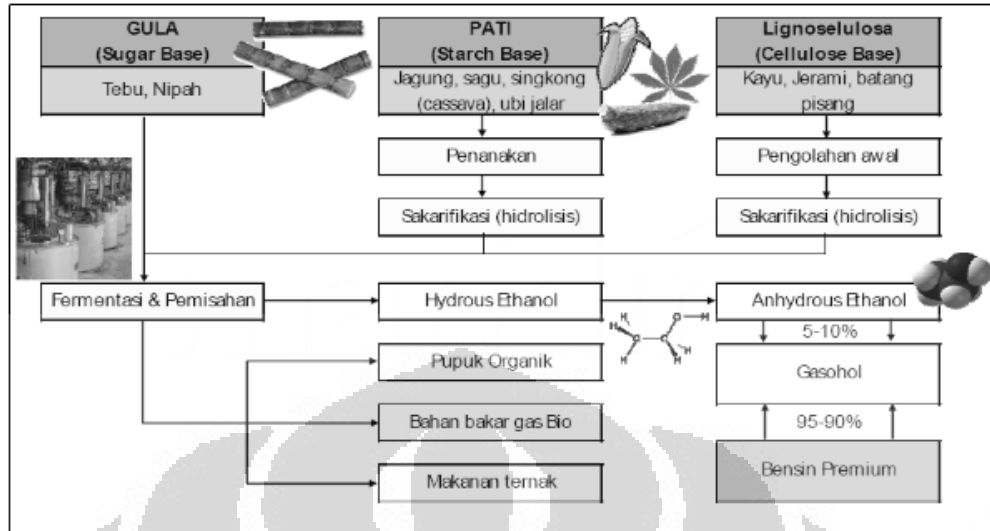 GULA
(Sugar Base)
Tebu, Nipah
PATI
(Starch Base)
Jagung, sagu, singkong
(cassava), ubi jalar
Lignoselulosa
(Cellulose Base)
Kayu, Jerami, batang
pisang
Penanakan
Pengolahan awal
Sakarifikasi (hidrolisis)
Sakarifikasi (hidrolisis)
Fermentasi & Pemisahan
Hydrous Ethanol
Anhydrous Ethanol
5-10%
H
H
H
C
C
O
H
H
H
Pupuk Organik
Gasohol
Bahan bakar gas Bio
95-90%
Makanan ternak
Bensin Premium